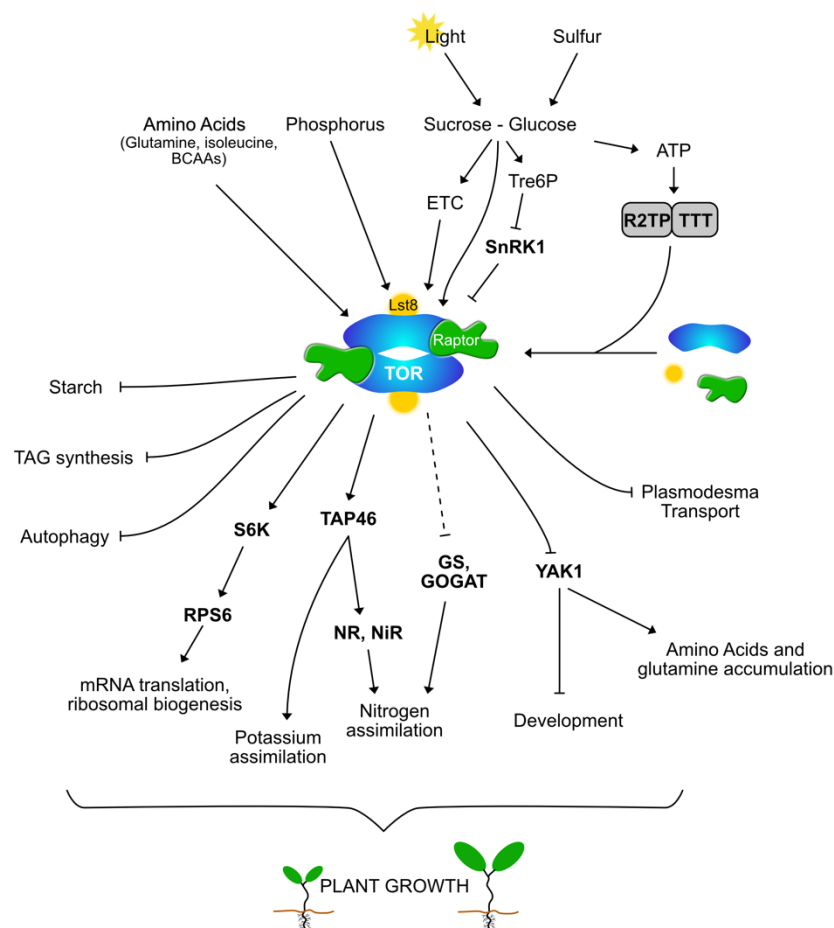 Light
Sulfur
Amino Acids
(Glutamine, isoleucine,
BCAAs)
Phosphorus
Sucrose - Glucose
ATP
Tre6P
ETC
R2TP
TTT
SnRK1
Lst8
Raptor
TOR
Starch
TAG synthesis
Autophagy
Plasmodesma
Transport
S6K
TAP46
GS,
GOGAT
YAK1
RPS6
NR, NiR
Amino Acids and
glutamine accumulation
mRNA translation,
ribosomal biogenesis
Potassium
assimilation
Nitrogen
assimilation
Development
PLANT GROWTH